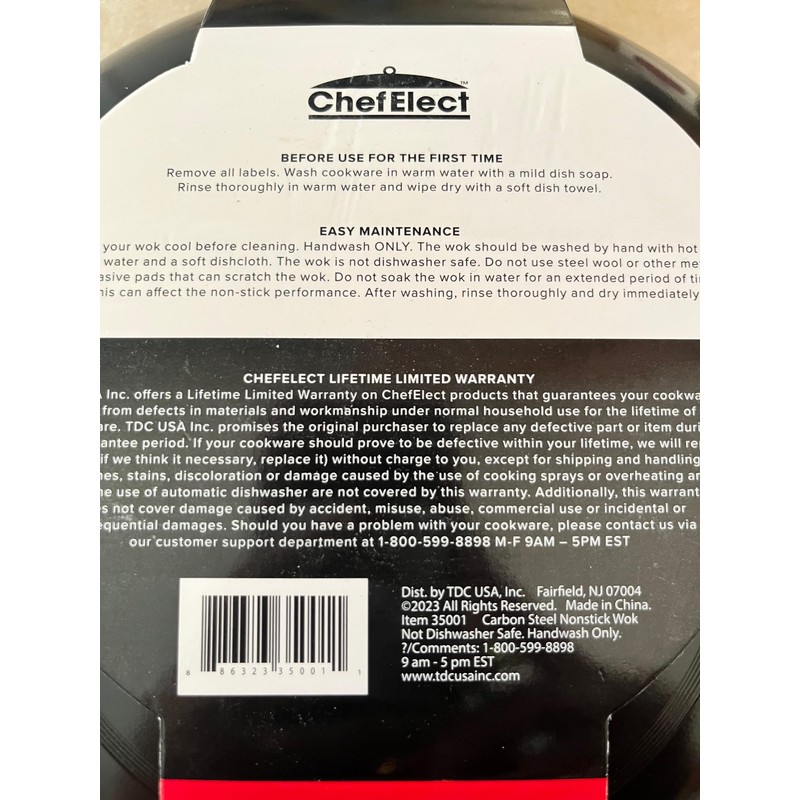 ChefElect™
BEFORE USE FOR THE FIRST TIME
Remove all labels. Wash cookware in warm water with a mild dish soap.
Rinse thoroughly in warm water and wipe dry with a soft dish towel.
EASY MAINTENANCE
your wok cool before cleaning. Handwash ONLY. The wok should be washed by hand with hot
water and a soft dishcloth. The wok is not dishwasher safe. Do not use steel wool or other me
asive pads that can scratch the wok. Do not soak the wok in water for an extended period of ti
his can affect the non-stick performance. After washing, rinse thoroughly and dry immediately
CHEFELECT LIFETIME LIMITED WARRANTY
A Inc. offers a Lifetime Limited Warranty on ChefElect products that guarantees your cookwa
from defects in materials and workmanship under normal household use for the lifetime of
are. TDC USA Inc. promises the original purchaser to replace any defective part or item duri
antee period. If your cookware should prove to be defective within your lifetime, we will re
if we think it necessary, replace it) without charge to you, except for shipping and handling
es, stains, discoloration or damage caused by the use of cooking sprays or overheating a
he use of automatic dishwasher are not covered by this warranty. Additionally, this warrant
s not cover damage caused by accident, misuse, abuse, commercial use or incidental or
equential damages. Should you have a problem with your cookware, please contact us via
our customer support department at 1-800-599-8898 M-F 9AM – 5PM EST
8 86323 35001 1
Dist. by TDC USA, Inc. Fairfield, NJ 07004
©2023 All Rights Reserved. Made in China.
Item 35001 Carbon Steel Nonstick Wok
Not Dishwasher Safe. Handwash Only.
?/Comments: 1-800-599-8898
9 am - 5 pm EST
www.tdcusainc.com